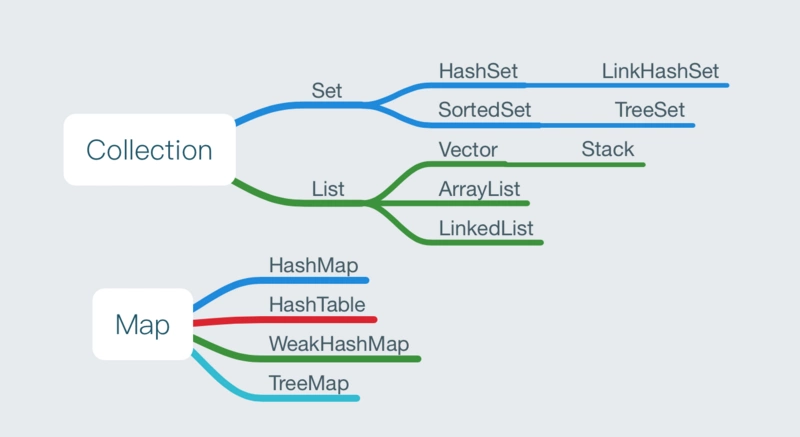 Collection
Set
HashSet
LinkHashSet
SortedSet
TreeSet
List
Vector
Stack
ArrayList
LinkedList
Map
HashMap
HashTable
WeakHashMap
TreeMap